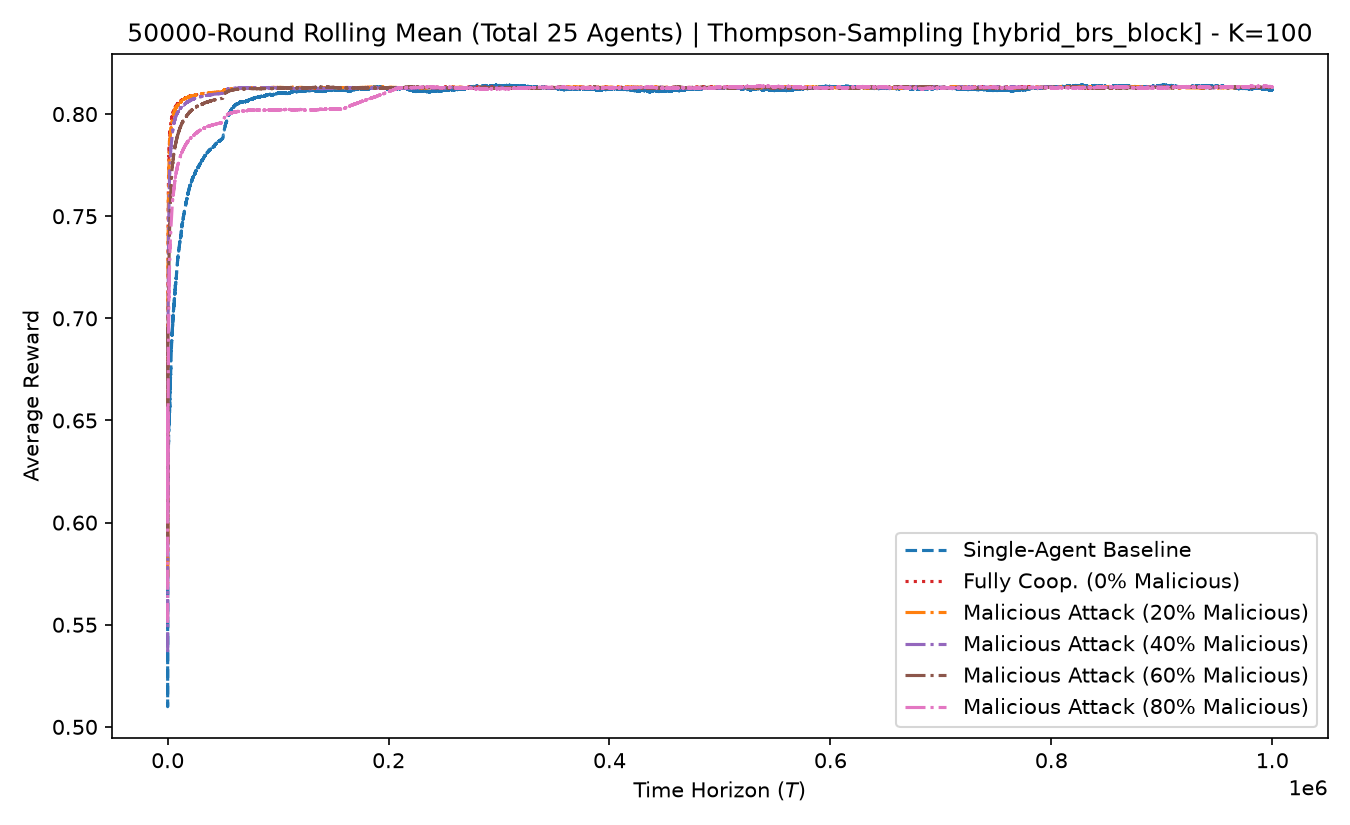 50000-Round Rolling Mean (Total 25 Agents) | Thompson-Sampling [hybrid_brs_block] - K=100
Average Reward
0.80
0.75
0.70
0.65
0.60
0.55
0.50
Single-Agent Baseline
Fully Coop. (0% Malicious)
Malicious Attack (20% Malicious)
Malicious Attack (40% Malicious)
Malicious Attack (60% Malicious)
Malicious Attack (80% Malicious)
0.0 0.2 0.4 0.6 0.8 1.0
1e6
Time Horizon (T)